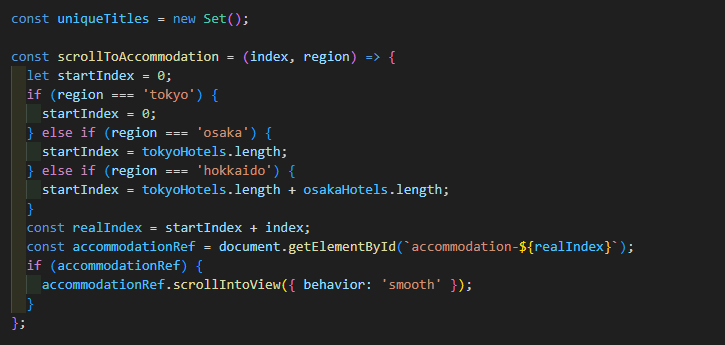 const uniqueTitles = new Set();

const scrollToAccommodation = (index, region) => {
  let startIndex = 0;
  if (region === 'tokyo') {
    startIndex = 0;
  } else if (region === 'osaka') {
    startIndex = tokyoHotels.length;
  } else if (region === 'hokkaido') {
    startIndex = tokyoHotels.length + osakaHotels.length;
  }
  const realIndex = startIndex + index;
  const accommodationRef = document.getElementById(`accommodation-${realIndex}`);
  if (accommodationRef) {
    accommodationRef.scrollIntoView({ behavior: 'smooth' });
  }
};